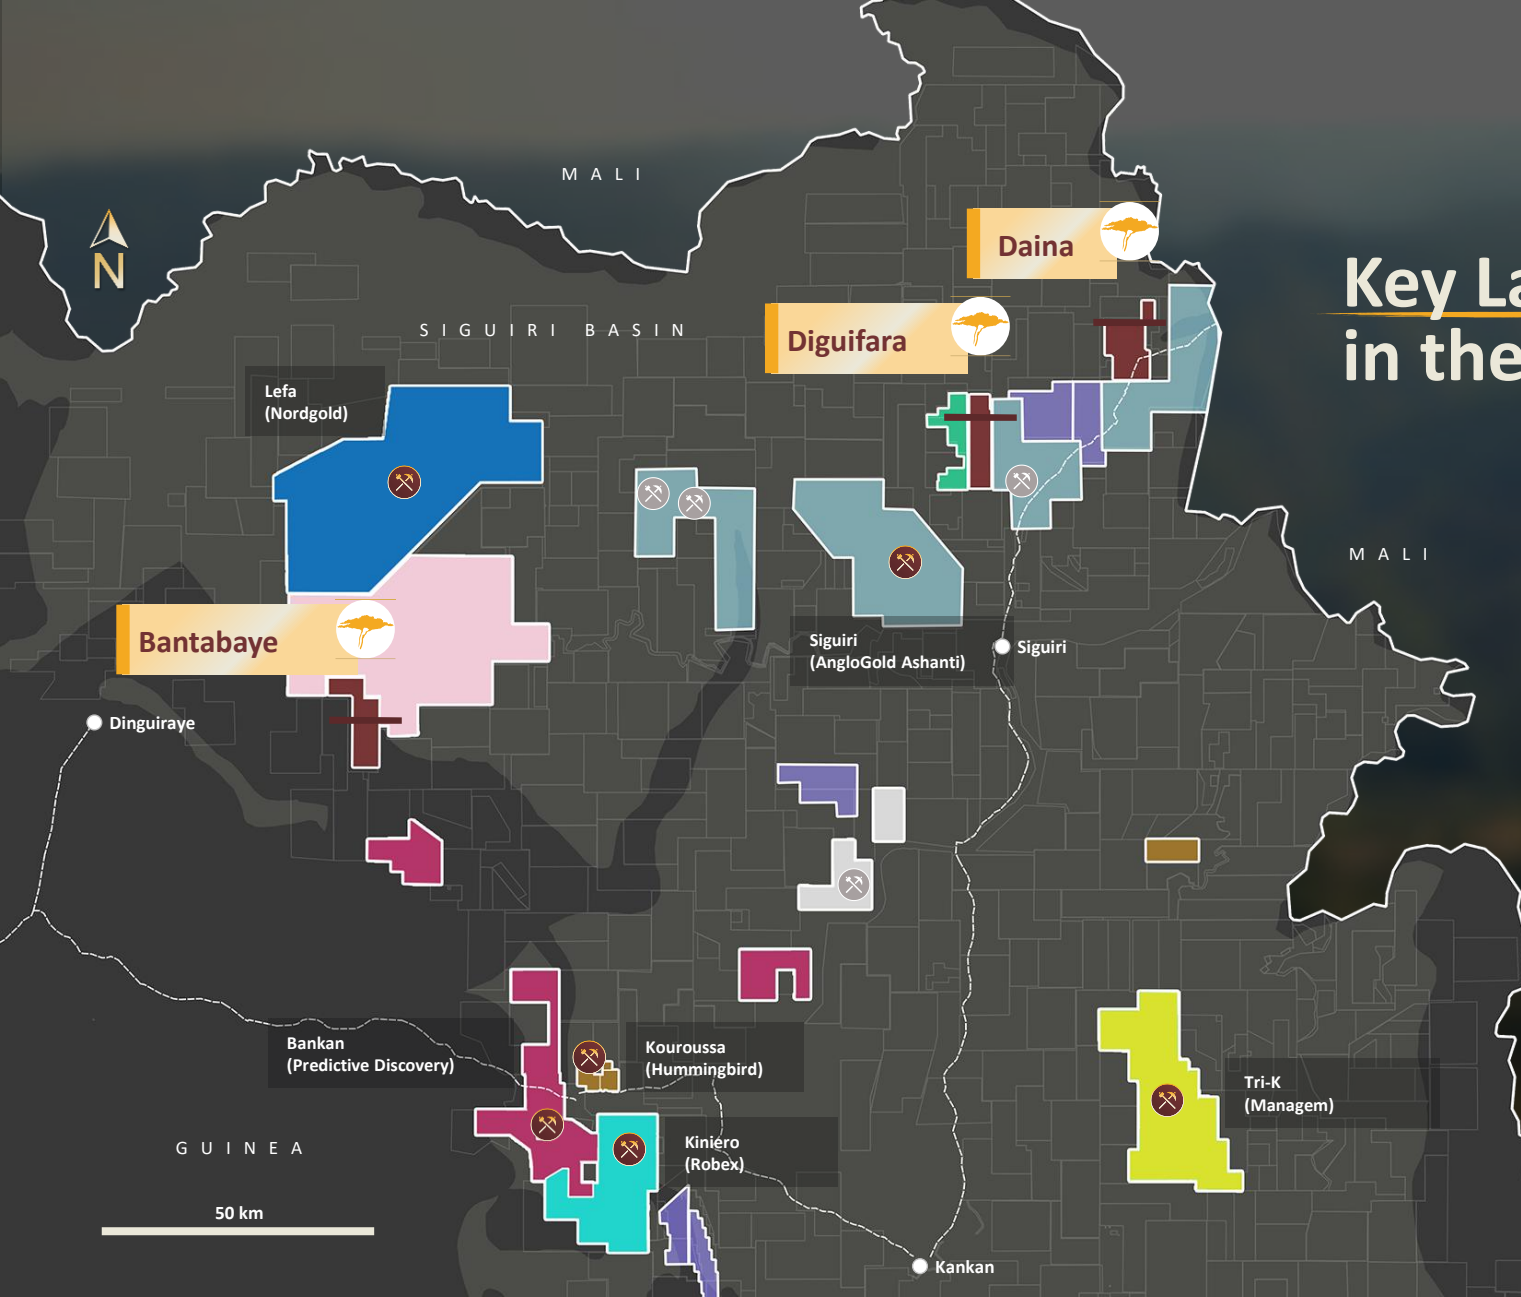 MALI
Daina
N
Key La
in the
SIGUIRI BASIN
Diguifara
Lefa
(Nordgold)
MALI
Bantabaye
Siguiri
(AngloGold Ashanti)
Siguiri
Dinguiraye
Bankan
(Predictive Discovery)
Kouroussa
(Hummingbird)
Tri-K
(Managem)
GUINEA
Kiniero
(Robex)
50 km
Kankan